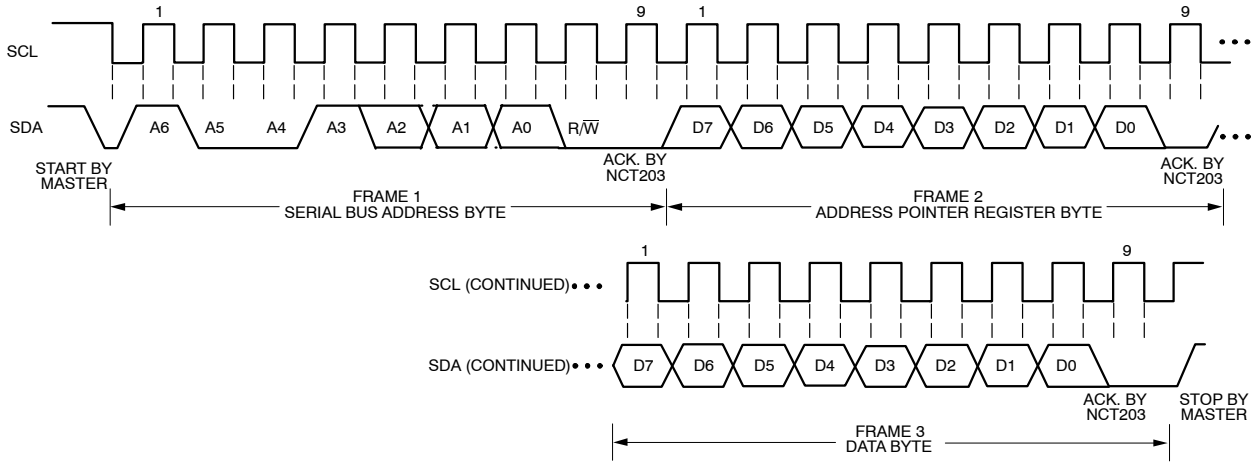 1 9 1 9
SCL
SDA A6 A5 A4 A3 A2 A1 A0 R/W̅ D7 D6 D5 D4 D3 D2 D1 D0
START BY
MASTER
ACK. BY
NCT203
ACK. BY
NCT203
FRAME 1
SERIAL BUS ADDRESS BYTE
FRAME 2
ADDRESS POINTER REGISTER BYTE
1 9
SCL (CONTINUED)
SDA (CONTINUED) D7 D6 D5 D4 D3 D2 D1 D0
ACK. BY
NCT203
STOP BY
MASTER
FRAME 3
DATA BYTE